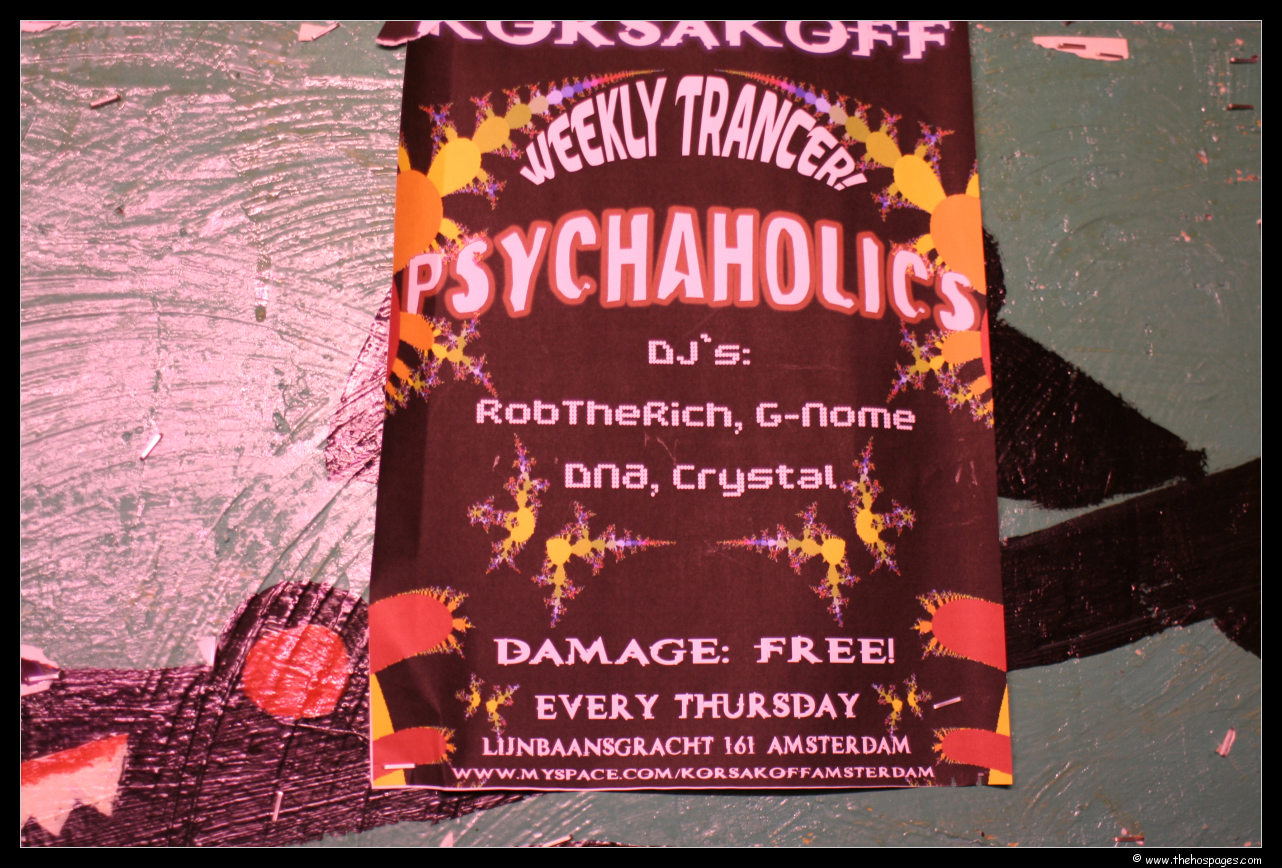 KORSAKOFF
WEEKLY TRANCER!
PSYCHAHOLICS
DJ`s:
RobTheRich, G-Nome
DNA, Crystal
DAMAGE: FREE!
EVERY THURSDAY
LIJNBAANSGRACHT 161 AMSTERDAM
WWW.MYSPACE.COM/KORSAKOFFAMSTERDAM
© www.thehospages.com